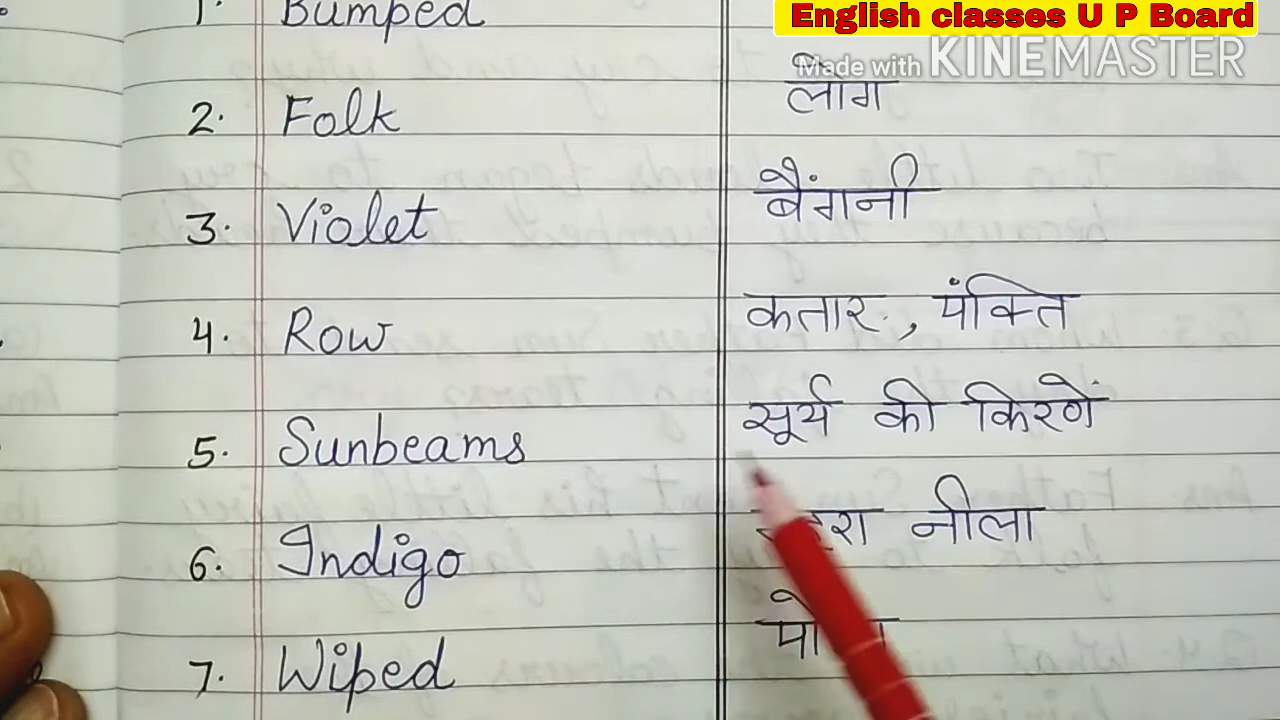 English classes U P Board
Made with KINEMASTER
1. Bumped
2. Folk लोग
3. Violet बैंगनी
4. Row कतार, पंक्ति
5. Sunbeams सूर्य की किरणें
6. Indigo नीला
7. Wiped